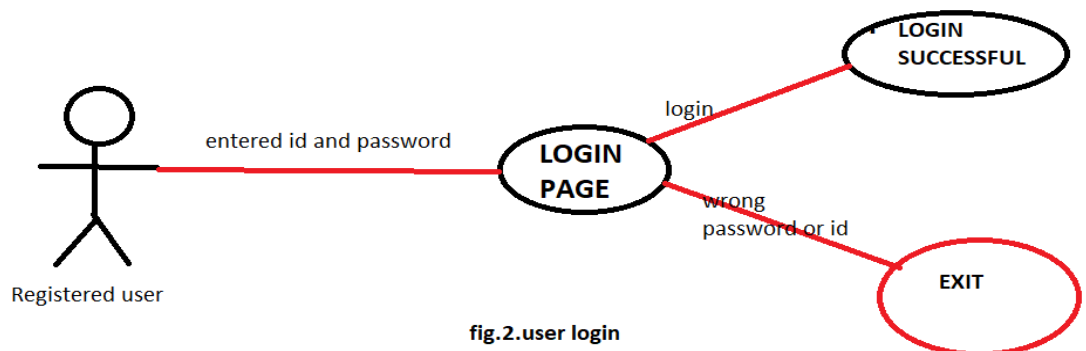 LOGIN
SUCCESSFUL
login
entered id and password
LOGIN
PAGE
wrong
password or id
EXIT
Registered user
fig.2.user login